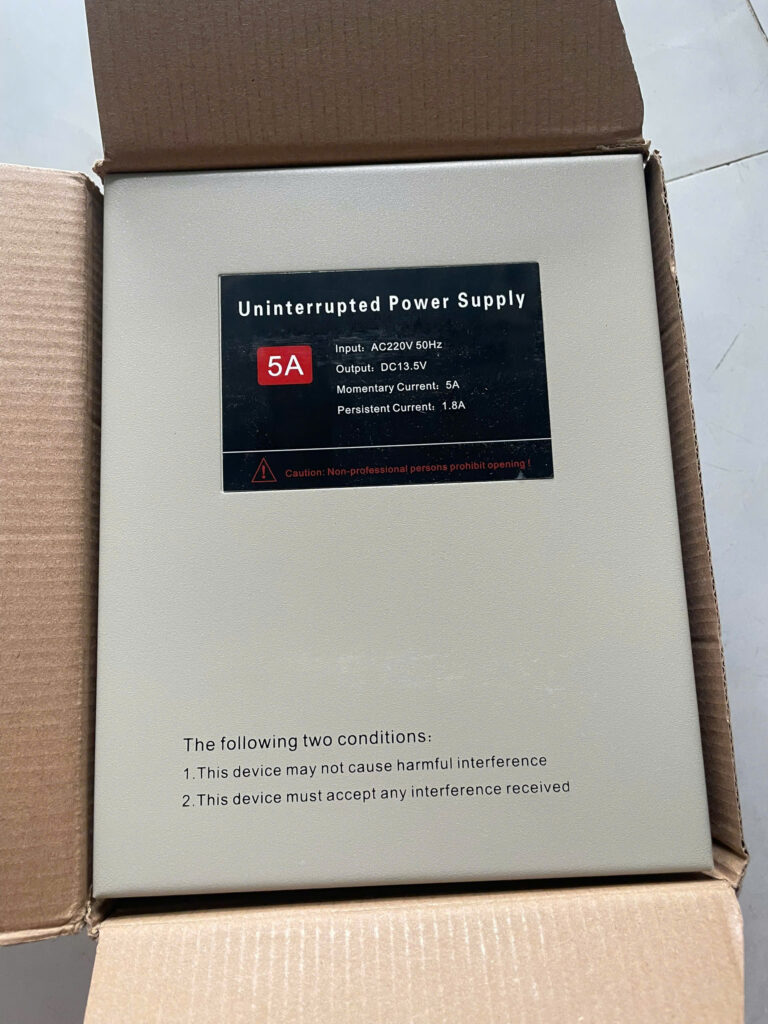 Uninterrupted Power Supply
5A
Input: AC220V 50Hz
Output: DC13.5V
Momentary Current: 5A
Persistent Current: 1.8A
Caution: Non-professional persons prohibit opening !
The following two conditions:
1.This device may not cause harmful interference
2.This device must accept any interference received